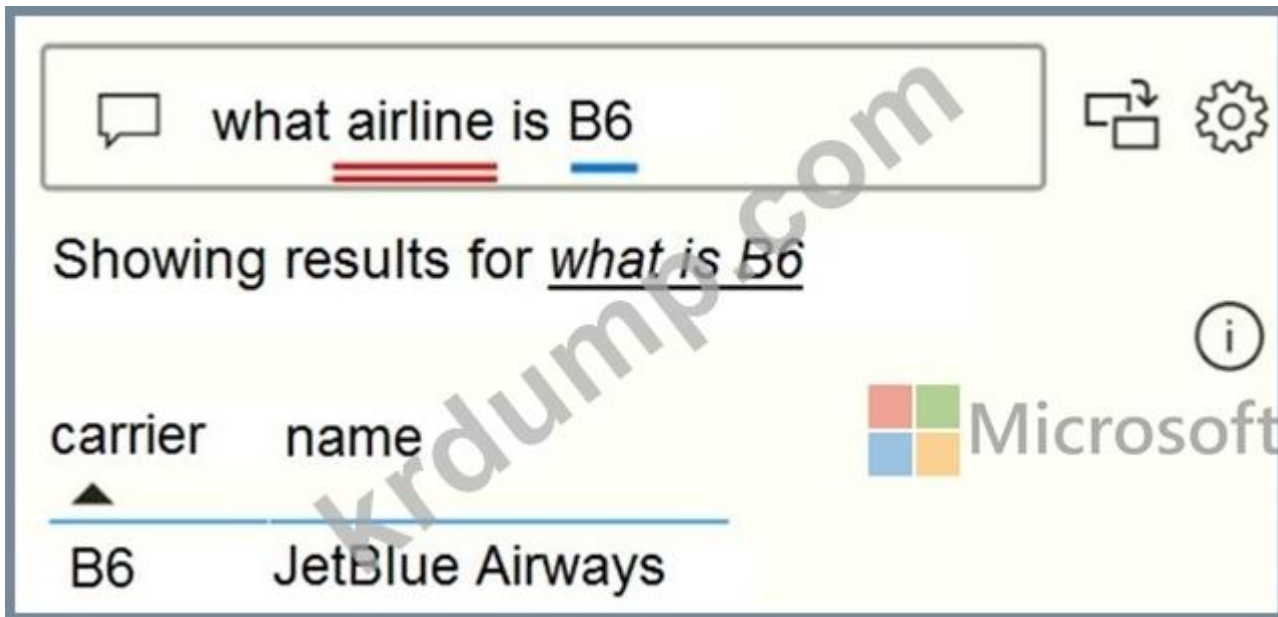 what airline is B6
Showing results for what is B6
i
Microsoft
carrier name
B6 JetBlue Airways
krdump.com